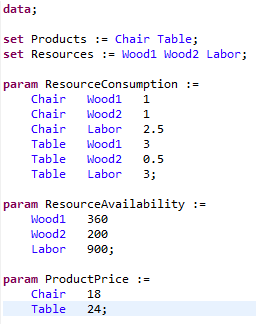 data;
set Products := Chair Table;
set Resources := Wood1 Wood2 Labor;
param ResourceConsumption :=
Chair Wood1 1
Chair Wood2 1
Chair Labor 2.5
Table Wood1 3
Table Wood2 0.5
Table Labor 3;
param ResourceAvailability :=
Wood1 360
Wood2 200
Labor 900;
param ProductPrice :=
Chair 18
Table 24;